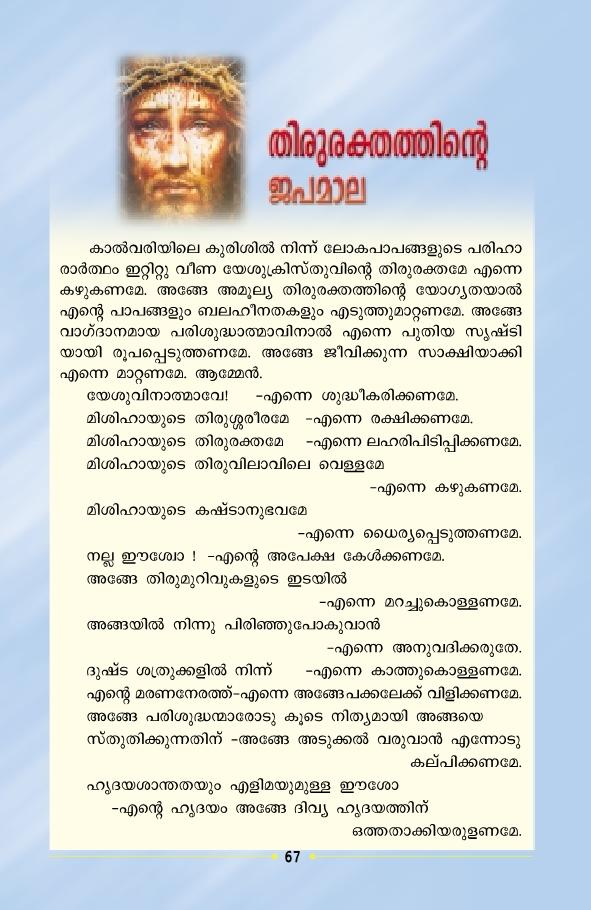 തിരുരക്തത്തിന്റെ
ജപമാല
കാൽവരിയിലെ കുരിശിൽ നിന്ന് ലോകപാപങ്ങളുടെ പരിഹാ
രാർത്ഥം ഇറ്റിറ്റു വീണ യേശുക്രിസ്തുവിന്റെ തിരുരക്തമേ എന്നെ
കഴുകണമേ. അങ്ങേ അമൂല്യ തിരുരക്തത്തിന്റെ യോഗ്യതയാൽ
എന്റെ പാപങ്ങളും ബലഹീനതകളും എടുത്തുമാറ്റണമേ. അങ്ങേ
വാഗ്ദാനമായ പരിശുദ്ധാത്മാവിനാൽ എന്നെ പുതിയ സൃഷ്ടി
യായി രൂപപ്പെടുത്തണമേ. അങ്ങേ ജീവിക്കുന്ന സാക്ഷിയാക്കി
എന്നെ മാറ്റണമേ. ആമ്മേൻ.
യേശുവിനാത്മാവേ! -എന്നെ ശുദ്ധീകരിക്കണമേ.
മിശിഹായുടെ തിരുശ്ശരീരമേ -എന്നെ രക്ഷിക്കണമേ.
മിശിഹായുടെ തിരുരക്തമേ -എന്നെ ലഹരിപിടിപ്പിക്കണമേ.
മിശിഹായുടെ തിരുവിലാവിലെ വെള്ളമേ
-എന്നെ കഴുകണമേ.
മിശിഹായുടെ കഷ്ടാനുഭവമേ
-എന്നെ ധൈര്യപ്പെടുത്തണമേ.
നല്ല ഈശ്വോ ! -എന്റെ അപേക്ഷ കേൾക്കണമേ.
അങ്ങേ തിരുമുറിവുകളുടെ ഇടയിൽ
-എന്നെ മറച്ചുകൊള്ളണമേ.
അങ്ങയിൽ നിന്നു പിരിഞ്ഞുപോകുവാൻ
-എന്നെ അനുവദിക്കരുതേ.
ദുഷ്ട ശത്രുക്കളിൽ നിന്ന് -എന്നെ കാത്തുകൊള്ളണമേ.
എന്റെ മരണനേരത്ത്-എന്നെ അങ്ങേപക്കലേക്ക് വിളിക്കണമേ.
അങ്ങേ പരിശുദ്ധന്മാരോടു കൂടെ നിത്യമായി അങ്ങയെ
സ്തുതിക്കുന്നതിന് -അങ്ങേ അടുക്കൽ വരുവാൻ എന്നോടു
കല്പിക്കണമേ.
ഹൃദയശാന്തതയും എളിമയുമുള്ള ഈശോ
-എന്റെ ഹൃദയം അങ്ങേ ദിവ്യ ഹൃദയത്തിന്
ഒത്തതാക്കിയരുളണമേ.
67